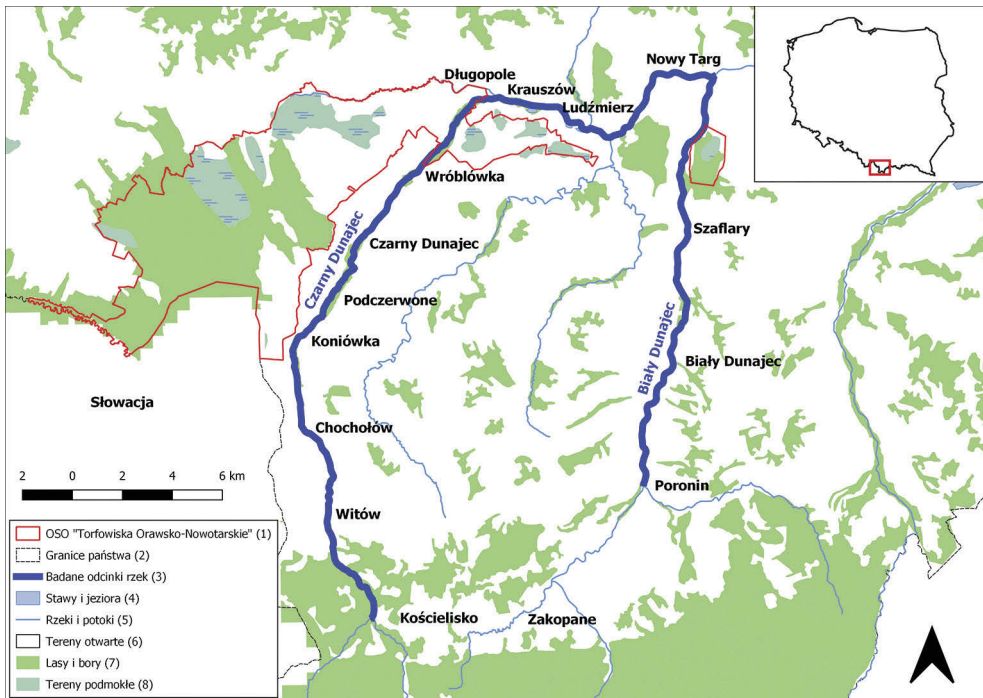 Nowy Targ
Długopole
Krauszów
Ludźmierz
Wróblówka
Szaflary
Czarny Dunajec
Czarny Dunajec
Podczerwone
Koniówka
Biały Dunajec
Biały Dunajec
Słowacja
Chochołów
2 0 2 4 6 km
Poronin
Witów
Kościelisko
Zakopane
OSO "Torfowiska Orawsko-Nowotarskie" (1)
Granice państwa (2)
Badane odcinki rzek (3)
Stawy i jeziora (4)
Rzeki i potoki (5)
Tereny otwarte (6)
Lasy i bory (7)
Tereny podmokłe (8)